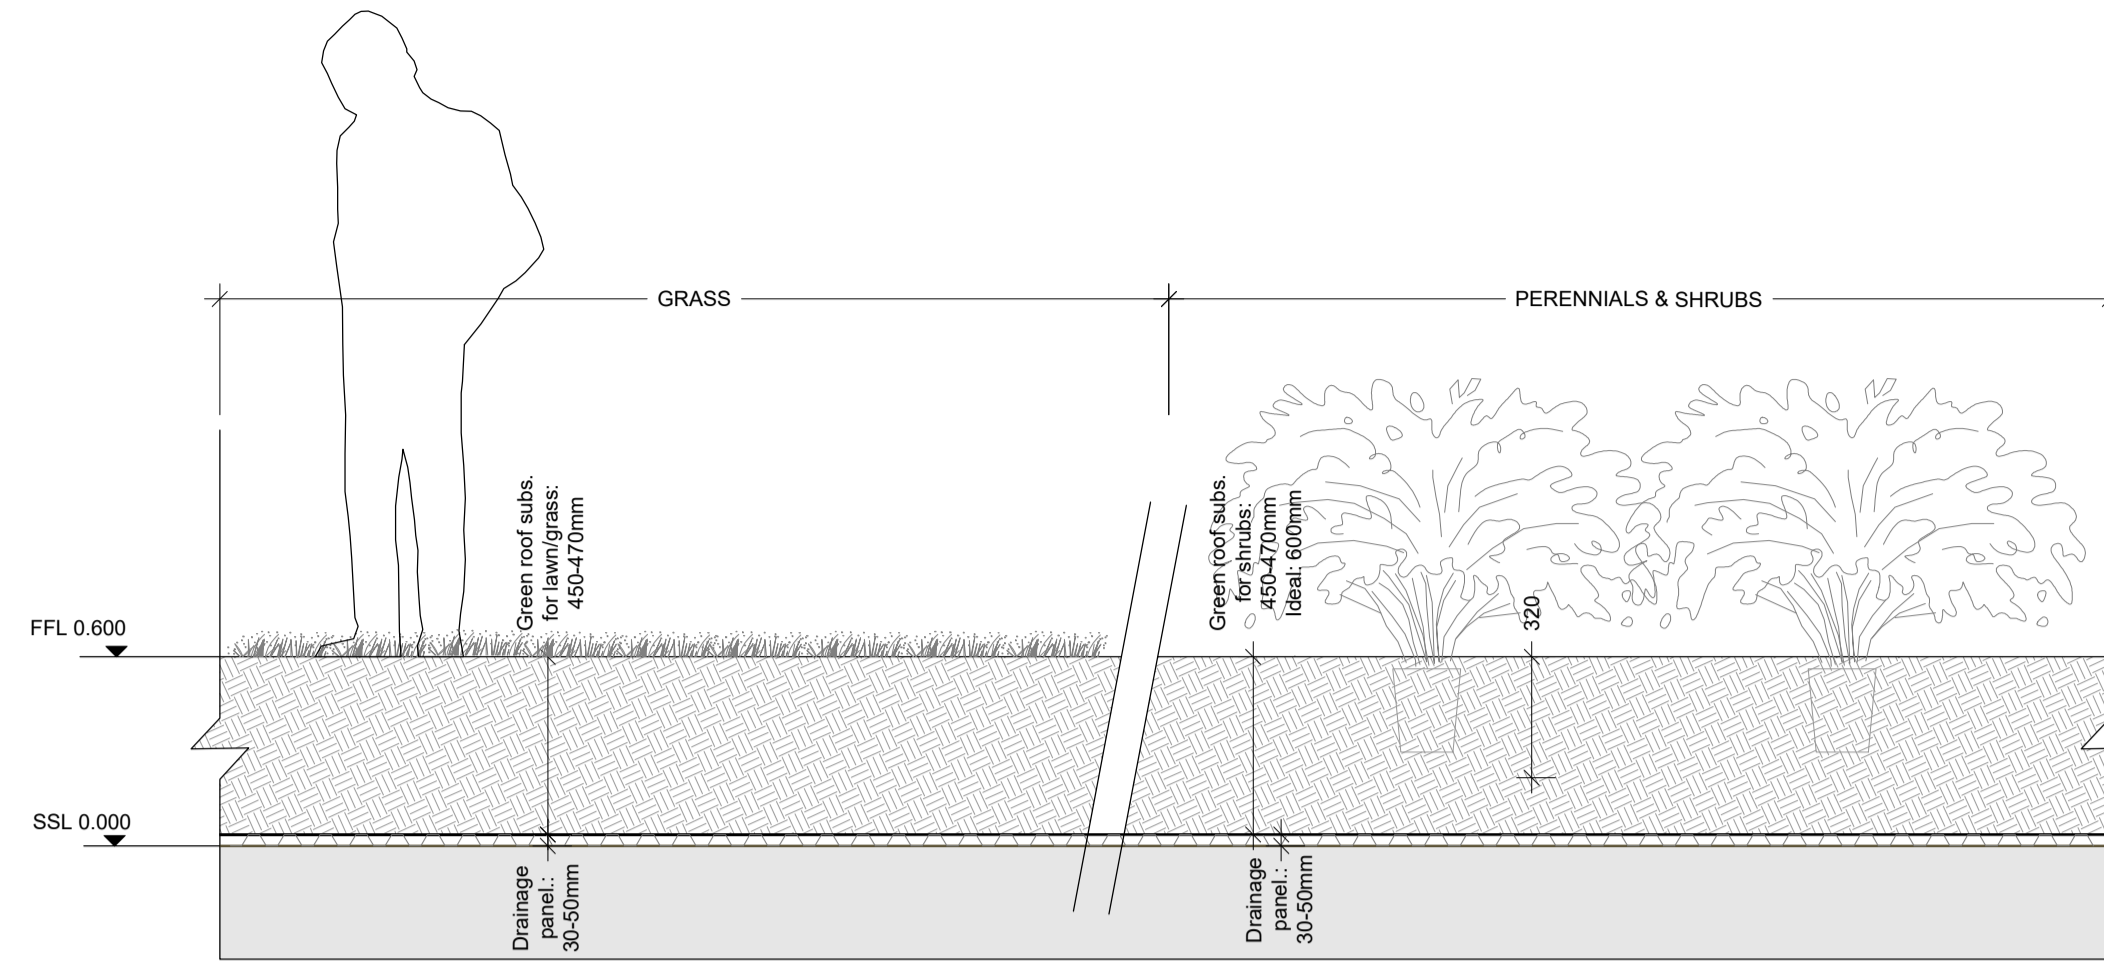 GRASS
PERENNIALS & SHRUBS
Green roof subs.
for lawn/grass:
450-470mm
Green roof subs.
for shrubs:
450-470mm
Ideal: 600mm
320
FFL 0.600
SSL 0.000
Drainage
panel.:
30-50mm
Drainage
panel.:
30-50mm